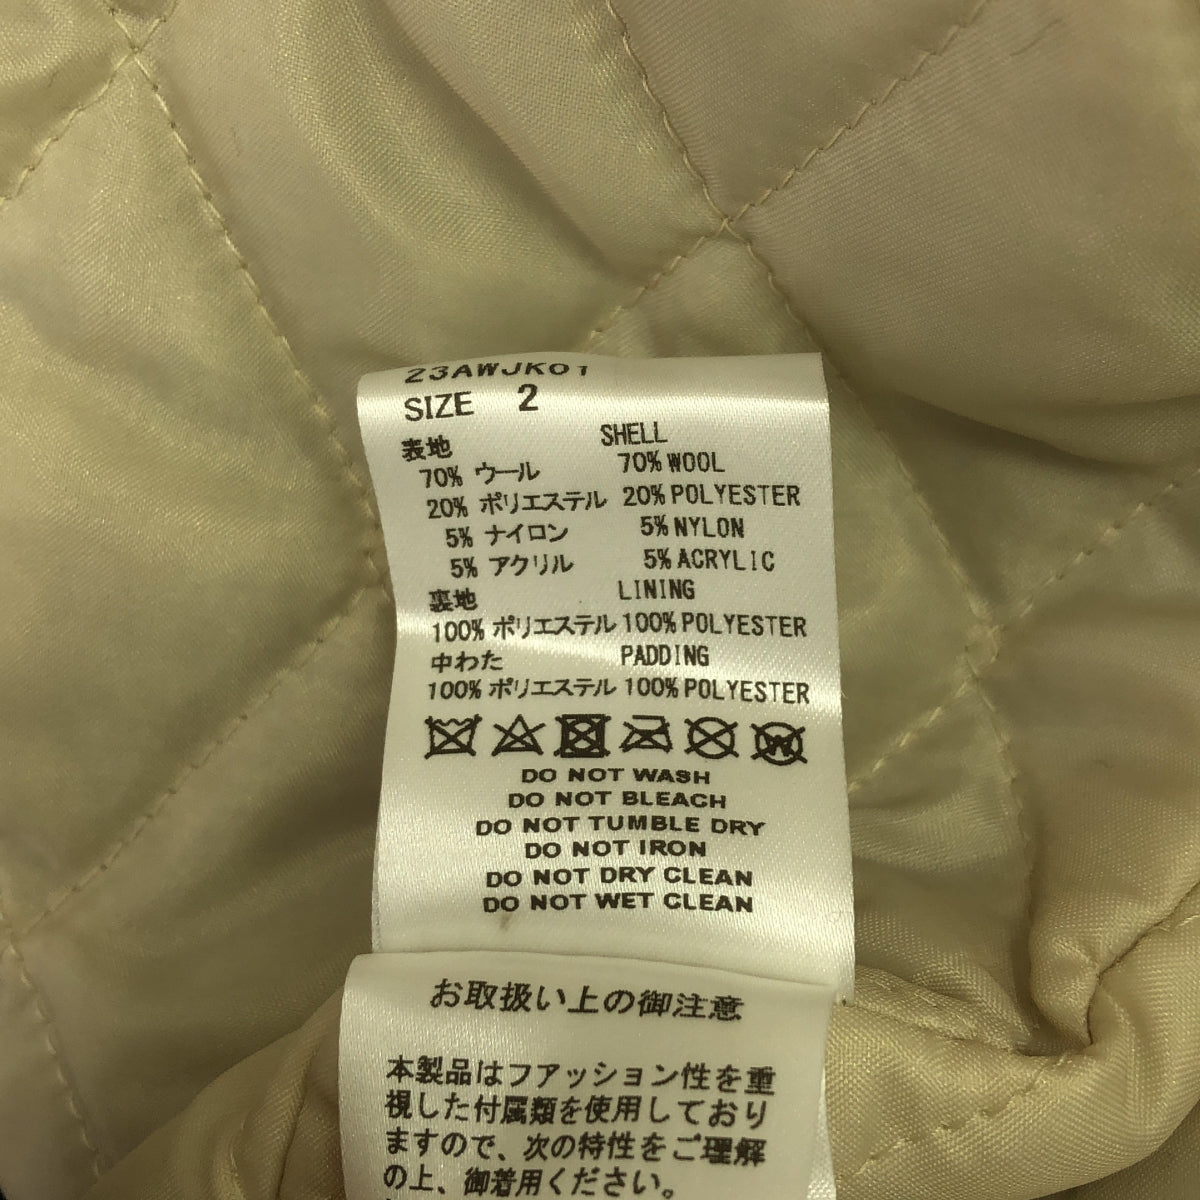 23AWJK01
SIZE 2
表地 SHELL
70% ウール 70% WOOL
20% ポリエステル 20% POLYESTER
5% ナイロン 5% NYLON
5% アクリル 5% ACRYLIC
裏地 LINING
100% ポリエステル 100% POLYESTER
中わた PADDING
100% ポリエステル 100% POLYESTER
W
DO NOT WASH
DO NOT BLEACH
DO NOT TUMBLE DRY
DO NOT IRON
DO NOT DRY CLEAN
DO NOT WET CLEAN
お取扱い上の御注意
本製品はファッション性を重
視した付属類を使用しており
ますので、次の特性をご理解
の上、御着用ください。